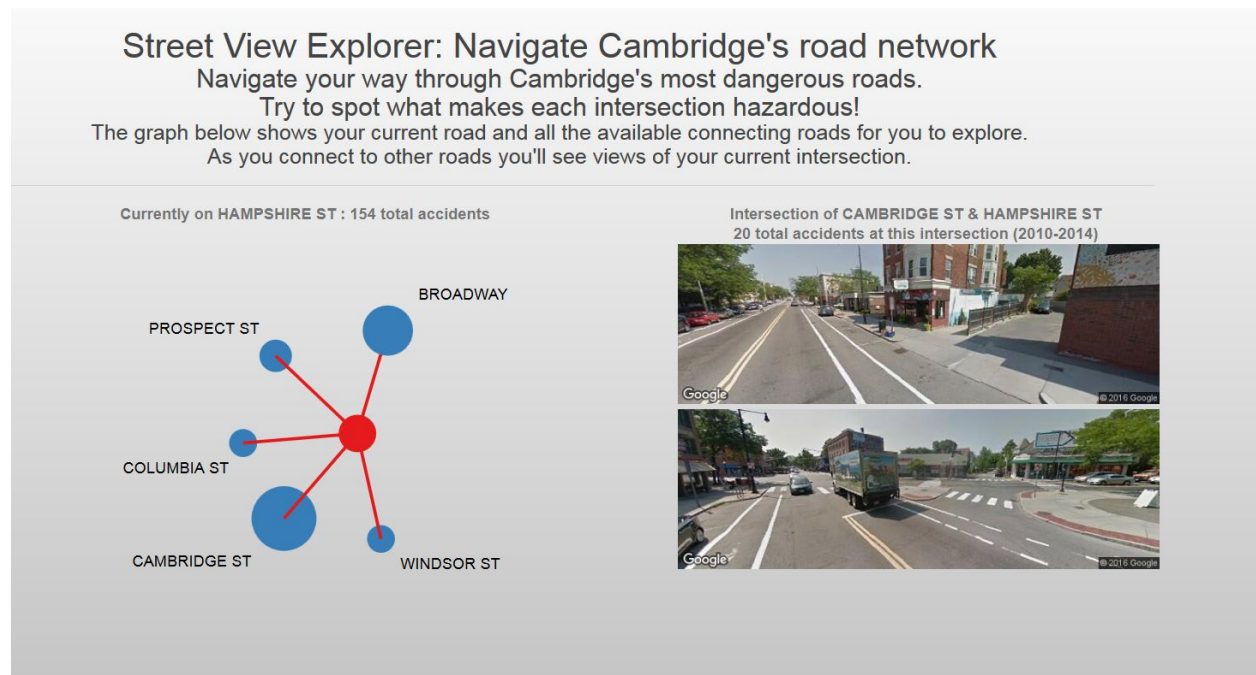 Street View Explorer: Navigate Cambridge's road network
Navigate your way through Cambridge's most dangerous roads.
Try to spot what makes each intersection hazardous!
The graph below shows your current road and all the available connecting roads for you to explore.
As you connect to other roads you'll see views of your current intersection.
Currently on HAMPSHIRE ST : 154 total accidents
BROADWAY
PROSPECT ST
COLUMBIA ST
CAMBRIDGE ST
WINDSOR ST
Intersection of CAMBRIDGE ST & HAMPSHIRE ST
20 total accidents at this intersection (2010-2014)
Google
© 2016 Google
Google
© 2016 Google